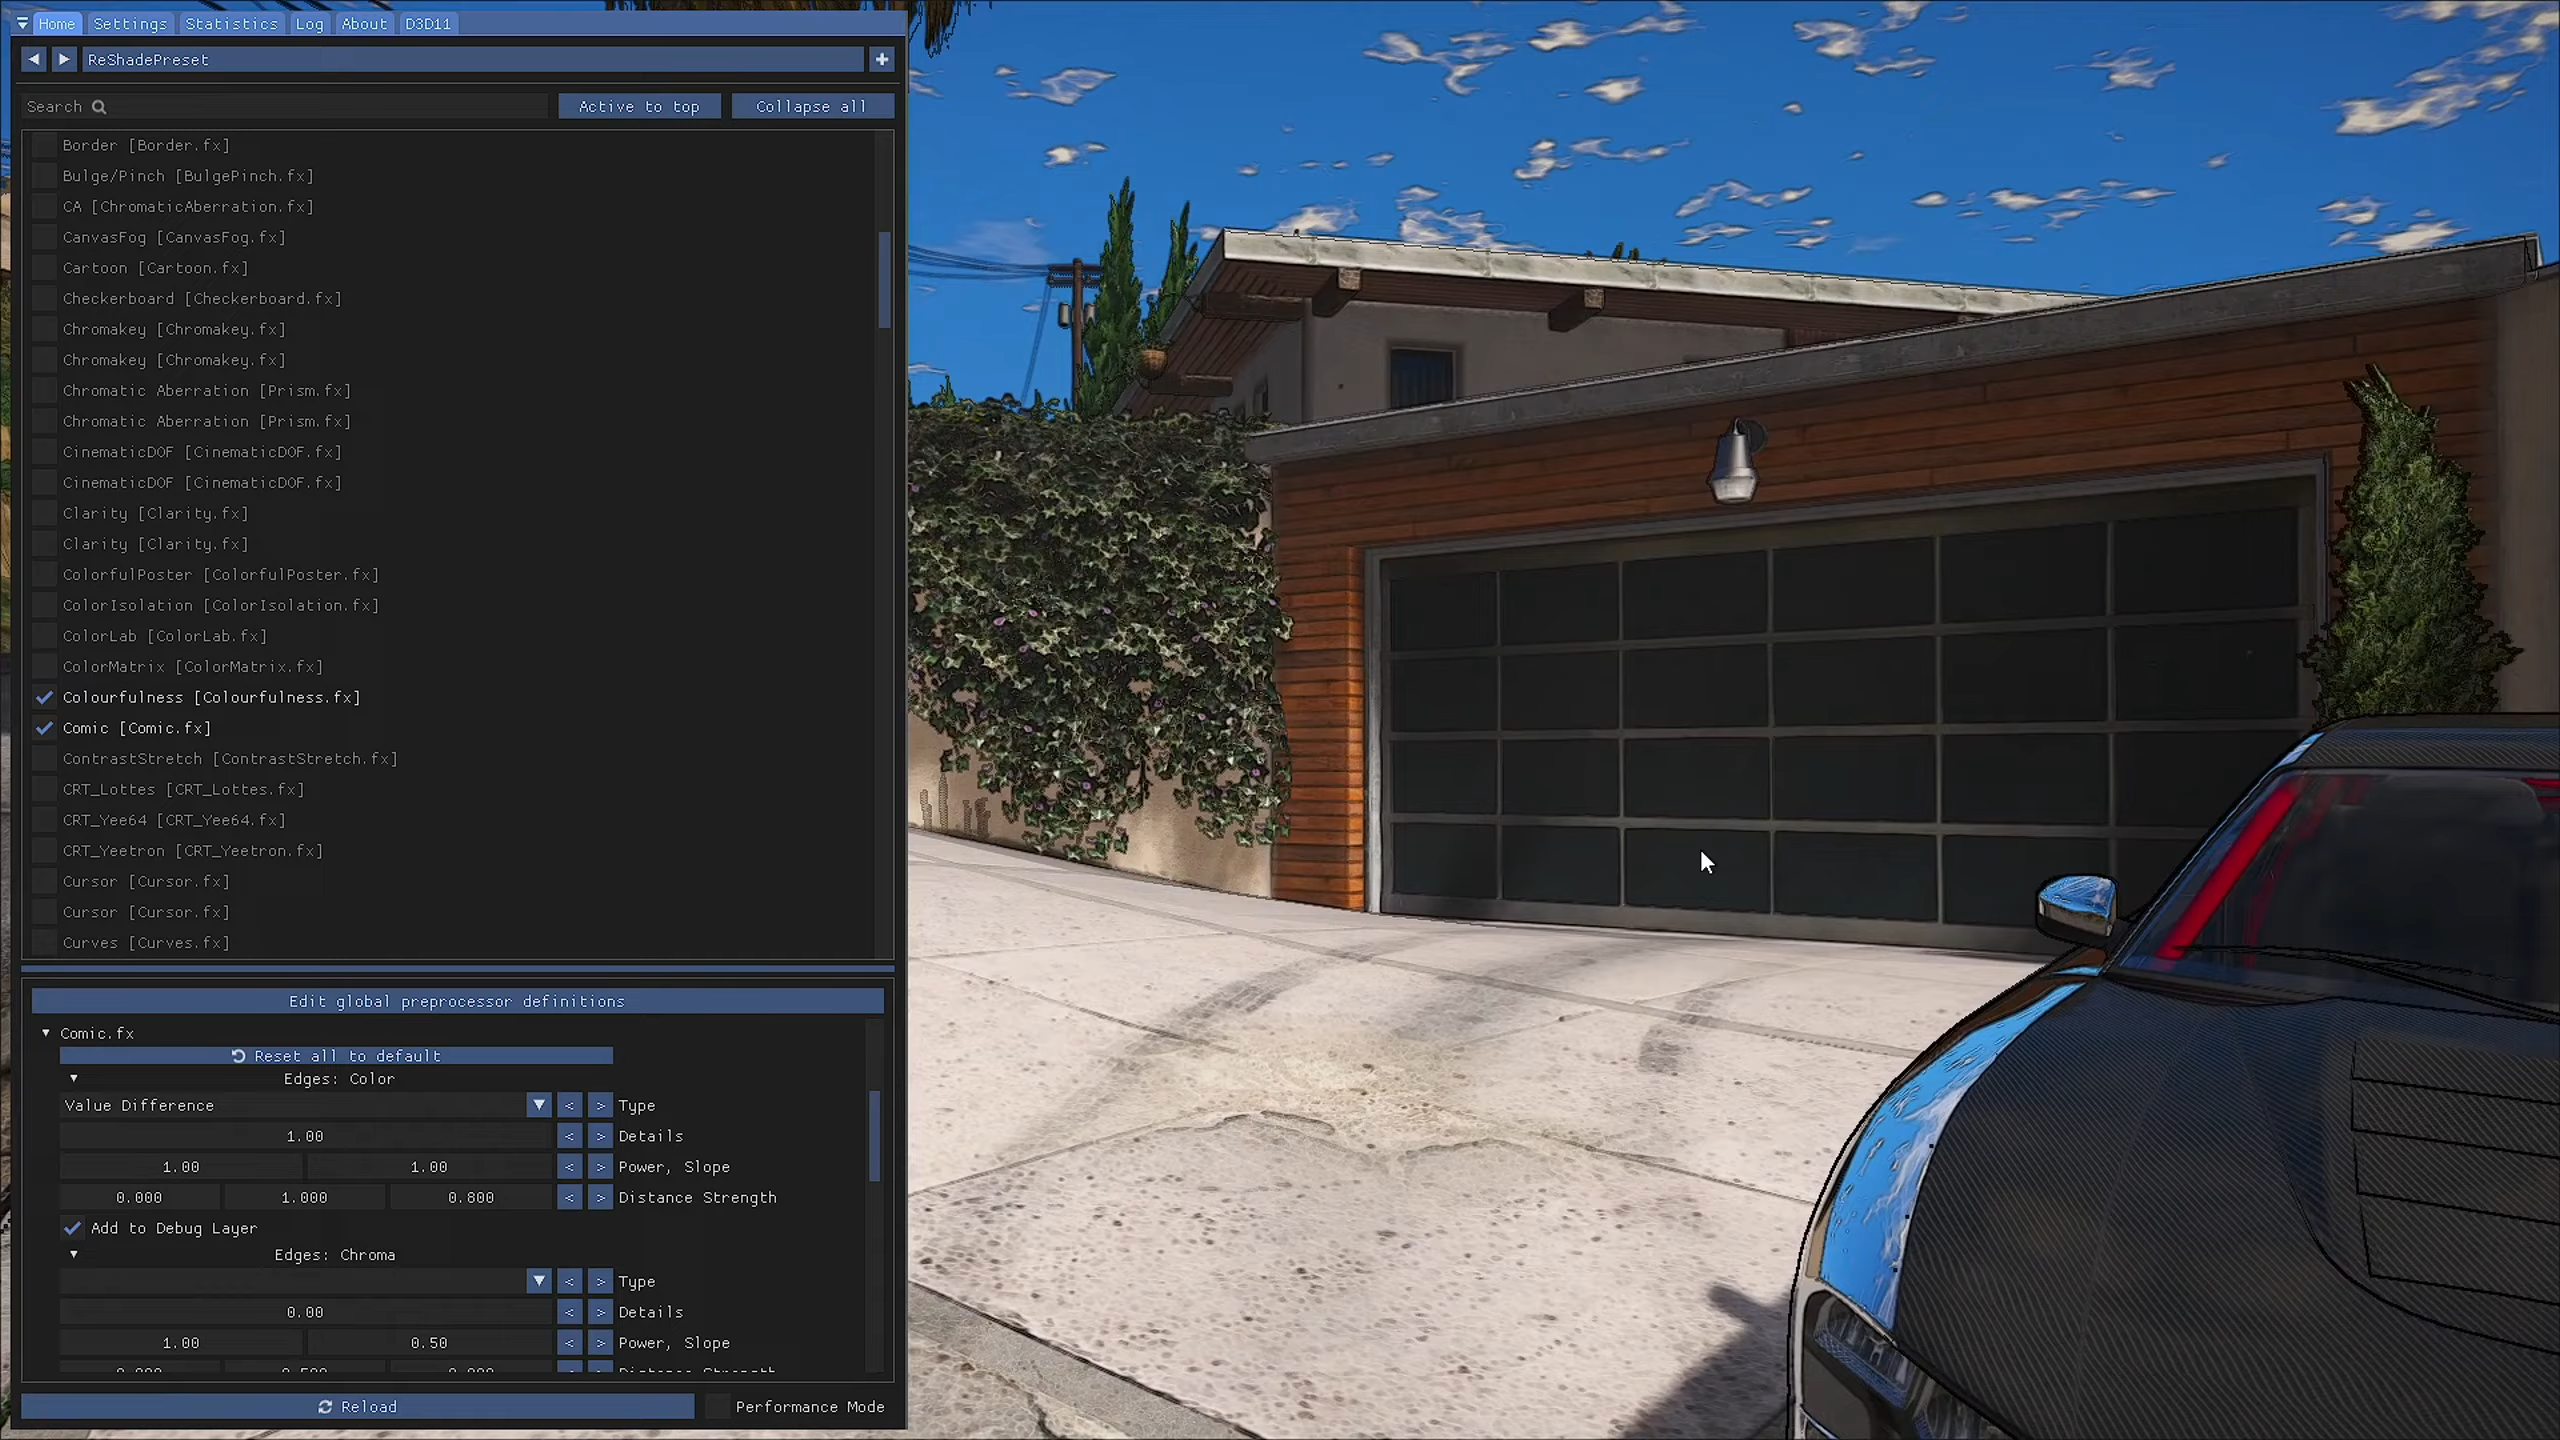 Home Settings Statistics Log About D3D11
ReShadePreset
Search Active to top Collapse all
Border [Border.fx]
Bulge/Pinch [BulgePinch.fx]
CA [ChromaticAberration.fx]
CanvasFog [CanvasFog.fx]
Cartoon [Cartoon.fx]
Checkerboard [Checkerboard.fx]
Chromakey [Chromakey.fx]
Chromakey [Chromakey.fx]
Chromatic Aberration [Prism.fx]
Chromatic Aberration [Prism.fx]
CinematicDOF [CinematicDOF.fx]
CinematicDOF [CinematicDOF.fx]
Clarity [Clarity.fx]
Clarity [Clarity.fx]
ColorfulPoster [ColorfulPoster.fx]
ColorIsolation [ColorIsolation.fx]
ColorLab [ColorLab.fx]
ColorMatrix [ColorMatrix.fx]
Colourfulness [Colourfulness.fx]
Comic [Comic.fx]
ContrastStretch [ContrastStretch.fx]
CRT_Lottes [CRT_Lottes.fx]
CRT_Yee64 [CRT_Yee64.fx]
CRT_Yeetron [CRT_Yeetron.fx]
Cursor [Cursor.fx]
Cursor [Cursor.fx]
Curves [Curves.fx]
Edit global preprocessor definitions
Comic.fx
Reset all to default
Edges: Color
Value Difference < > Type
1.00 < > Details
1.00 1.00 < > Power, Slope
0.000 1.000 0.800 < > Distance Strength
Add to Debug Layer
Edges: Chroma
< > Type
0.00 < > Details
1.00 0.50 < > Power, Slope
Distance Strength
Reload Performance Mode